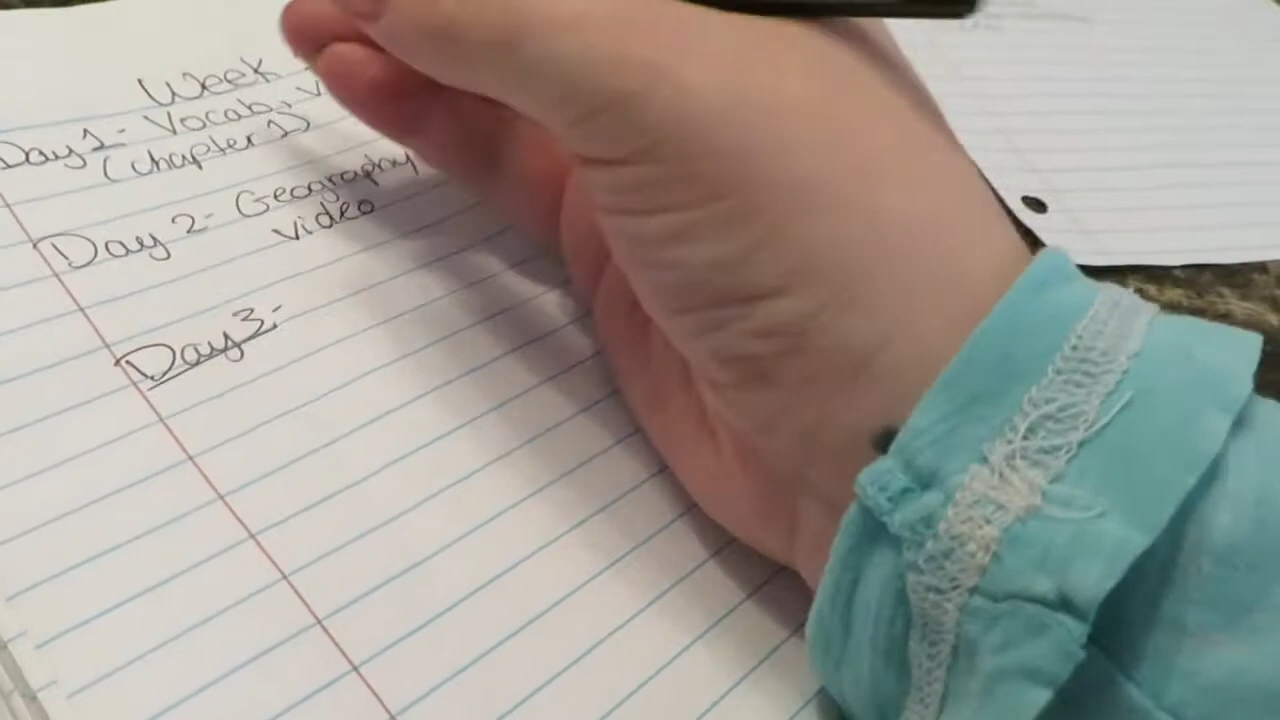 Week
Day 1- Vocab, V
(Chapter 1)
Day 2- Geography
video
Day 3-